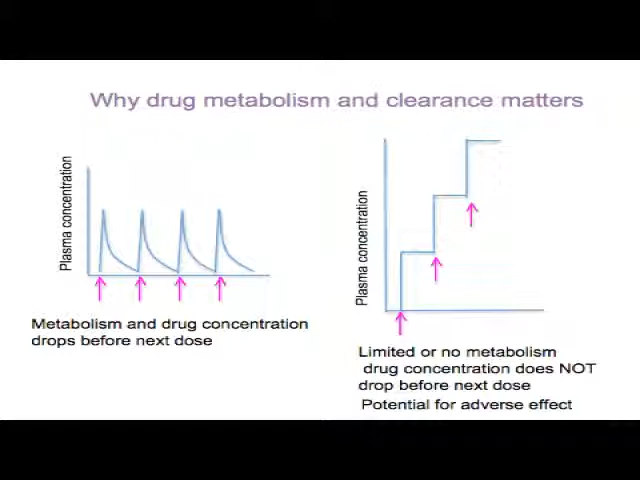 Why drug metabolism and clearance matters
Plasma concentration
Metabolism and drug concentration
drops before next dose
Plasma concentration
Limited or no metabolism
drug concentration does NOT
drop before next dose
Potential for adverse effect